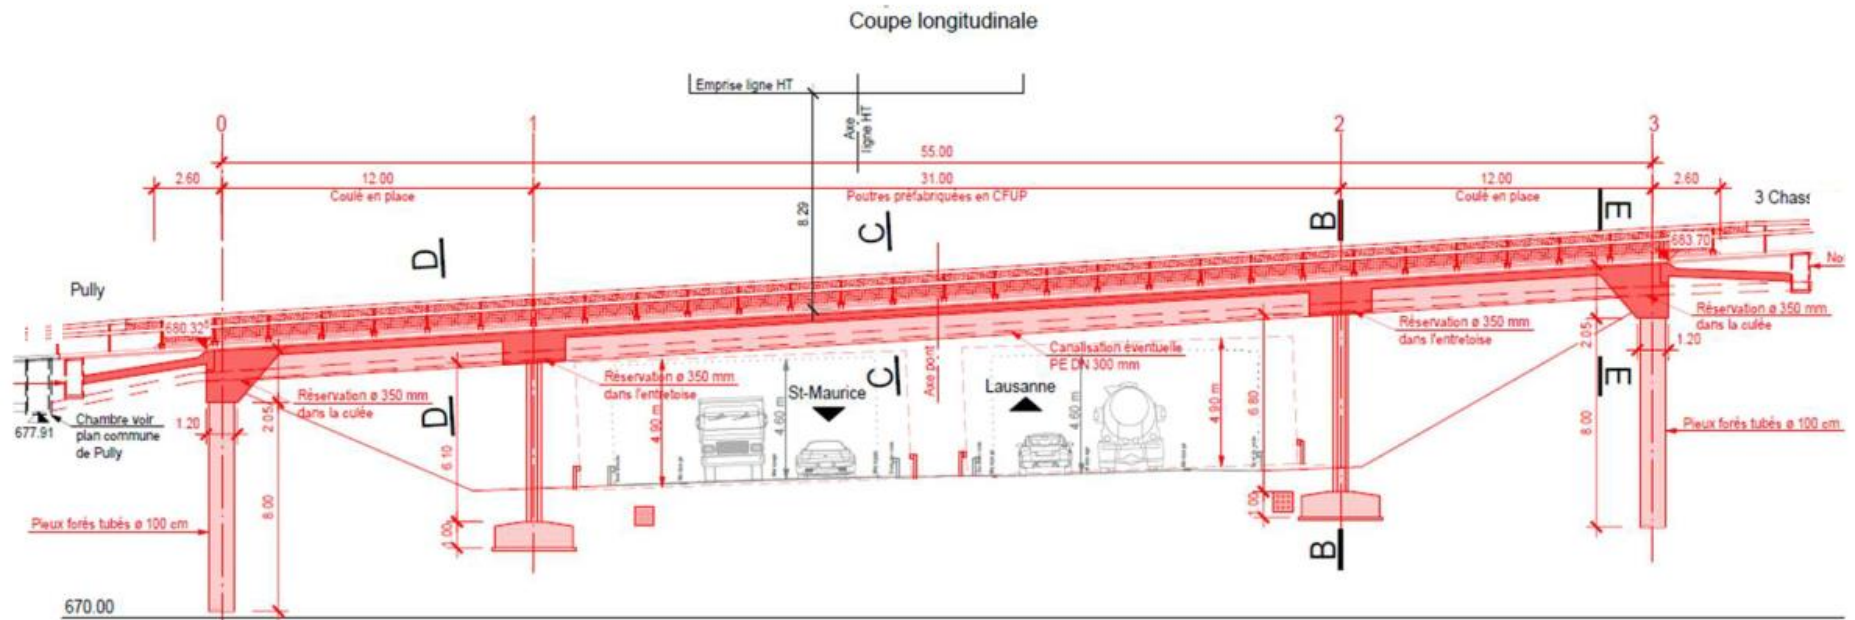 Coupe longitudinale
Emprise ligne HT
Axe
ligne HT
0
1
2
3
55.00
2.60
12.00
31.00
12.00
2.60
Coulé en place
Poutres préfabriquées en CFUP
Coulé en place
8.29
3 Chass
D
C
B
E
Pully
683.70
No
680.32
Réservation ø 350 mm
dans la culée
Réservation ø 350 mm
dans l'entretoise
Canalisation éventuelle
PE DN 300 mm
Réservation ø 350 mm
dans l'entretoise
Réservation ø 350 mm
dans la culée
Axe pont
St-Maurice
Lausanne
4.90 m
4.60 m
4.60 m
4.90 m
6.80
2.05
1.20
C
E
D
677.91
Chambre voir
plan commune
de Pully
1.20
2.05
6.10
8.00
1.00
1.00
8.00
Pieux forés tubés ø 100 cm
Pieux forés tubés ø 100 cm
B
670.00